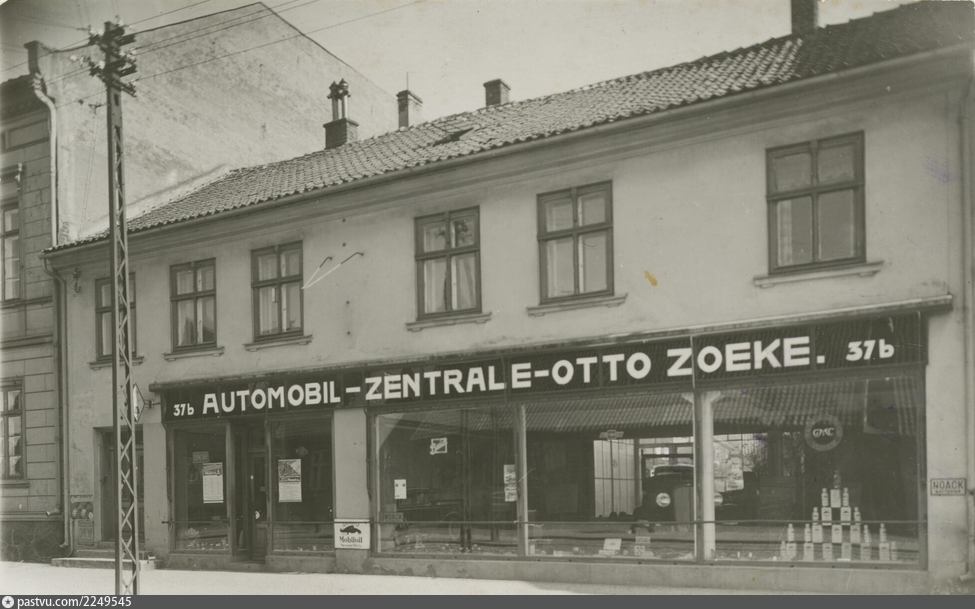 37b AUTOMOBIL-ZENTRALE-OTTO ZOEKE. 37b
GMC
NOACK
Mobiloil
pastvu.com/2249545